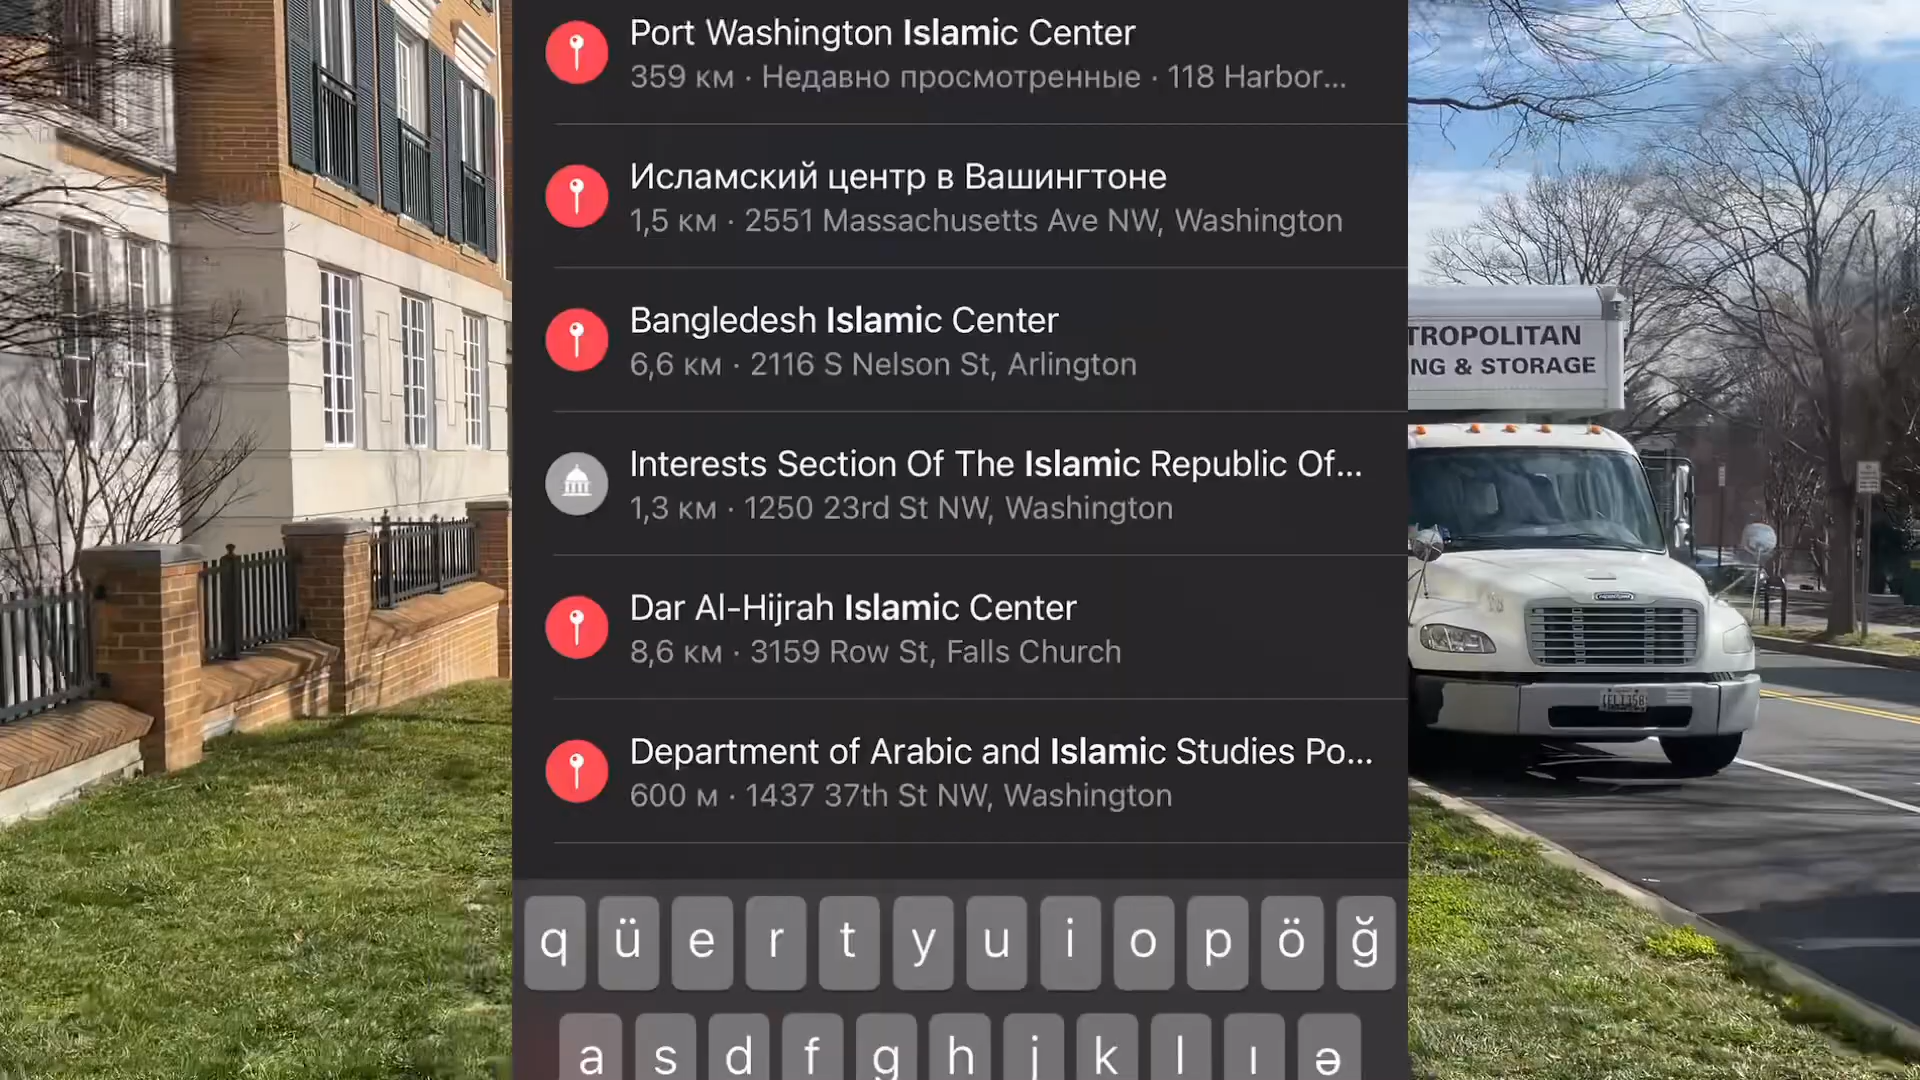 Port Washington Islamic Center
359 км · Недавно просмотренные · 118 Harbor...
Исламский центр в Вашингтоне
1,5 км · 2551 Massachusetts Ave NW, Washington
Bangledesh Islamic Center
6,6 км · 2116 S Nelson St, Arlington
Interests Section Of The Islamic Republic Of...
1,3 км · 1250 23rd St NW, Washington
Dar Al-Hijrah Islamic Center
8,6 км · 3159 Row St, Falls Church
Department of Arabic and Islamic Studies Po...
600 м · 1437 37th St NW, Washington
q ü e r t y u i o p ö ğ
a s d f g h j k l ı ə
TROPOLITAN
NG & STORAGE